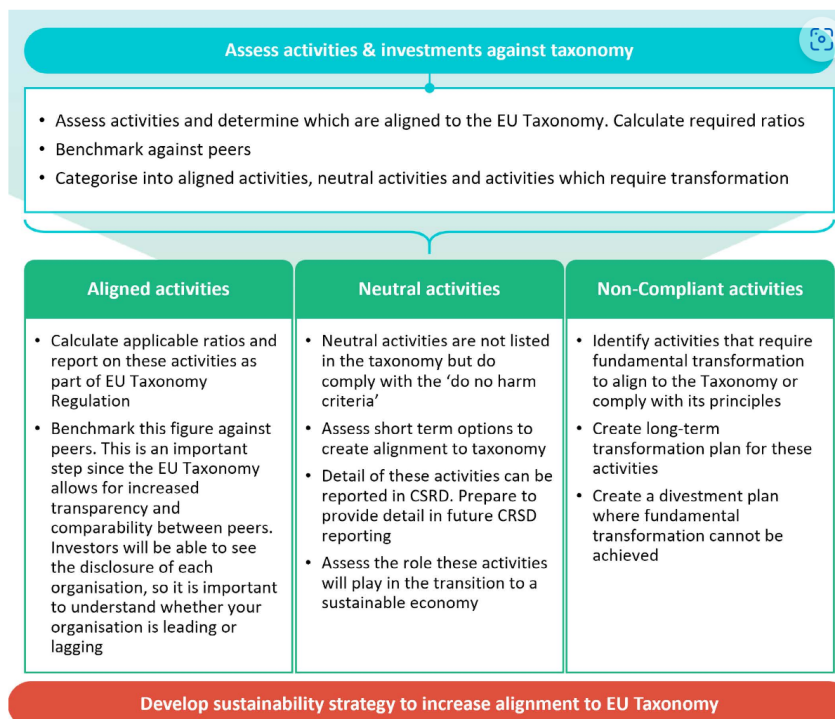 Assess activities & investments against taxonomy
• Assess activities and determine which are aligned to the EU Taxonomy. Calculate required ratios
• Benchmark against peers
• Categorise into aligned activities, neutral activities and activities which require transformation
Aligned activities
• Calculate applicable ratios and
report on these activities as
part of EU Taxonomy
Regulation
• Benchmark this figure against
peers. This is an important
step since the EU Taxonomy
allows for increased
transparency and
comparability between peers.
Investors will be able to see
the disclosure of each
organisation, so it is important
to understand whether your
organisation is leading or
lagging
Neutral activities
• Neutral activities are not listed
in the taxonomy but do
comply with the ‘do no harm
criteria’
• Assess short term options to
create alignment to taxonomy
• Detail of these activities can be
reported in CSRD. Prepare to
provide detail in future CRSD
reporting
• Assess the role these activities
will play in the transition to a
sustainable economy
Non-Compliant activities
• Identify activities that require
fundamental transformation
to align to the Taxonomy or
comply with its principles
• Create long-term
transformation plan for these
activities
• Create a divestment plan
where fundamental
transformation cannot be
achieved
Develop sustainability strategy to increase alignment to EU Taxonomy